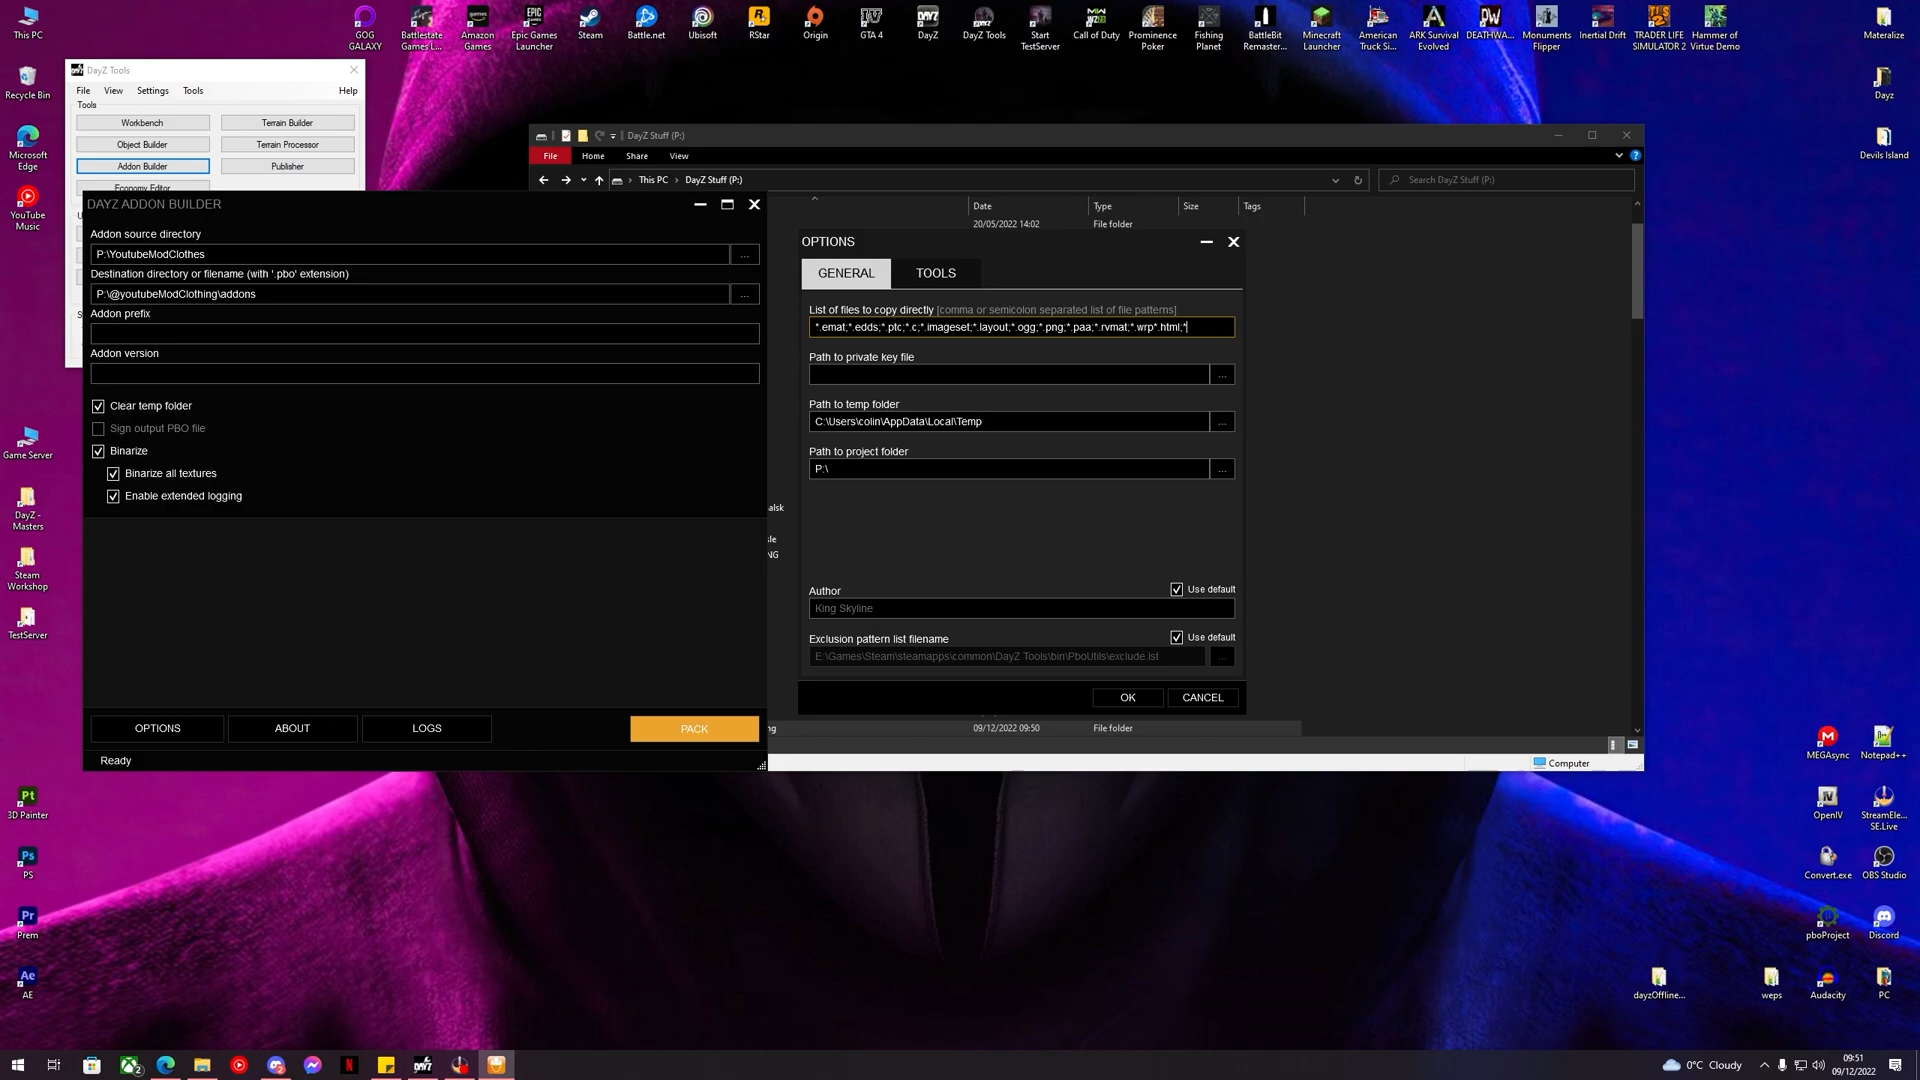 This PC
GOG GALAXY
Battlestate Games L...
Amazon Games
Epic Games Launcher
Steam
Battle.net
Ubisoft
RStar
Origin
GTA 4
DayZ
DayZ Tools
Start TestServer
Call of Duty
Prominence Poker
Fishing Planet
BattleBit Remaster...
Minecraft Launcher
American Truck Si...
ARK Survival Evolved
DEATHWA...
Monuments Flipper
Inertial Drift
TRADER LIFE SIMULATOR 2
Hammer of Virtue Demo
Materalize
Recycle Bin
Microsoft Edge
YouTube Music
Game Server
DayZ - Masters
Steam Workshop
TestServer
3D Painter
PS
Prem
AE
Dayz
Devils Island
DayZ Tools
File View Settings Tools Help
Tools
Workbench Terrain Builder
Object Builder Terrain Processor
Addon Builder Publisher
Economy Editor
DayZ Stuff (P:)
File Home Share View
This PC > DayZ Stuff (P:)
Search DayZ Stuff (P:)
Date Type Size Tags
20/05/2022 14:02 File folder
DAYZ ADDON BUILDER
Addon source directory
P:\YoutubeModClothes
...
Destination directory or filename (with '.pbo' extension)
P:\@youtubeModClothing\addons
...
Addon prefix
Addon version
Clear temp folder
Sign output PBO file
Binarize
Binarize all textures
Enable extended logging
OPTIONS ABOUT LOGS PACK
Ready
OPTIONS
GENERAL TOOLS
List of files to copy directly [comma or semicolon separated list of file patterns]
*.emat;*.edds;*.ptc;*.c;*.imageset;*.layout;*.ogg;*.png;*.paa;*.rvmat;*.wrp*.html;*
Path to private key file
...
Path to temp folder
C:\Users\colin\AppData\Local\Temp
...
Path to project folder
P:\
...
Author Use default
King Skyline
Exclusion pattern list filename Use default
E:\Games\Steam\steamapps\common\DayZ Tools\bin\PboUtils\exclude.lst
...
OK CANCEL
alsk
sle
NG
ng 09/12/2022 09:50 File folder
Computer
MEGAsync
Notepad++
OpenIV
StreamEle... SE.Live
Convert.exe
OBS Studio
pboProject
Discord
dayzOffline...
weps
Audacity
PC
0°C Cloudy
09:51
09/12/2022